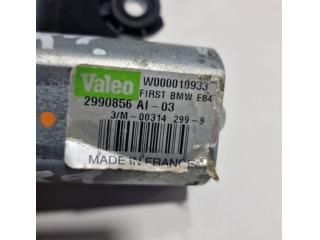 Valeo
W000010933
FIRST BMW E84
2990856 AI-03
3/M-00314 299-9
MADE IN FRANCE